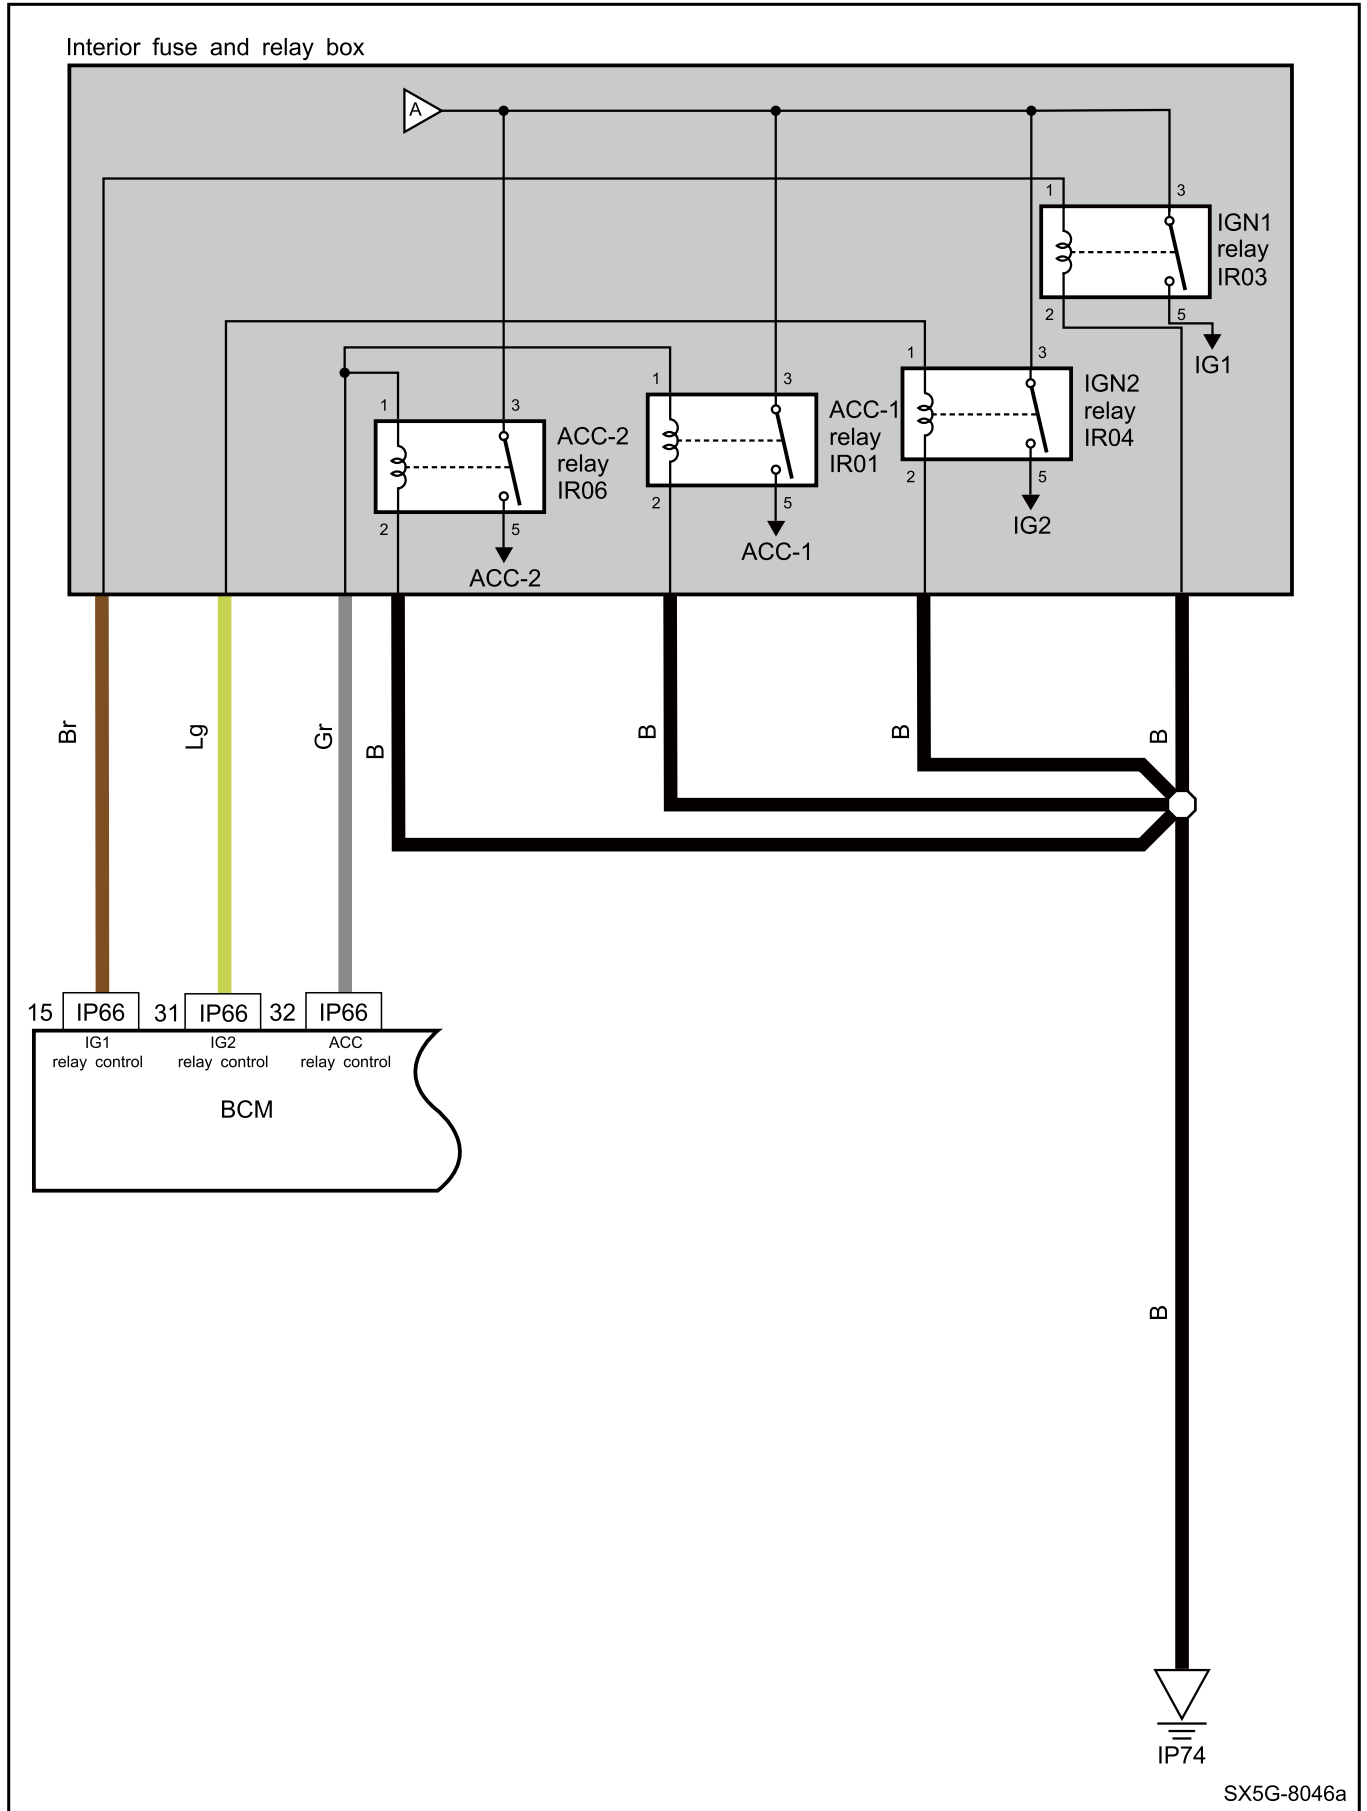 Interior fuse and relay box
A
1
3
IGN1
relay
IR03
2
5
IG1
1
3
IGN2
relay
IR04
2
5
IG2
1
3
ACC-1
relay
IR01
2
5
ACC-1
1
3
ACC-2
relay
IR06
2
5
ACC-2
Br
Lg
Gr
B
B
B
B
15 IP66 31 IP66 32 IP66
IG1 IG2 ACC
relay control relay control relay control
BCM
B
IP74
SX5G-8046a